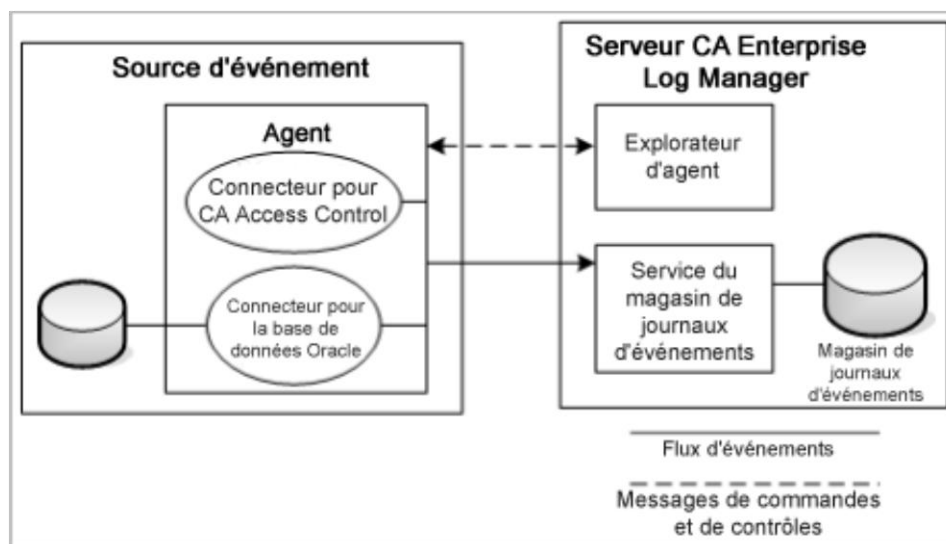 Source d'événement
Agent
Connecteur pour
CA Access Control
Connecteur pour
la base de
données Oracle
Serveur CA Enterprise
Log Manager
Explorateur
d'agent
Service du
magasin de
journaux
d'événements
Magasin de
journaux
d'événements
Flux d'événements
Messages de commandes
et de contrôles